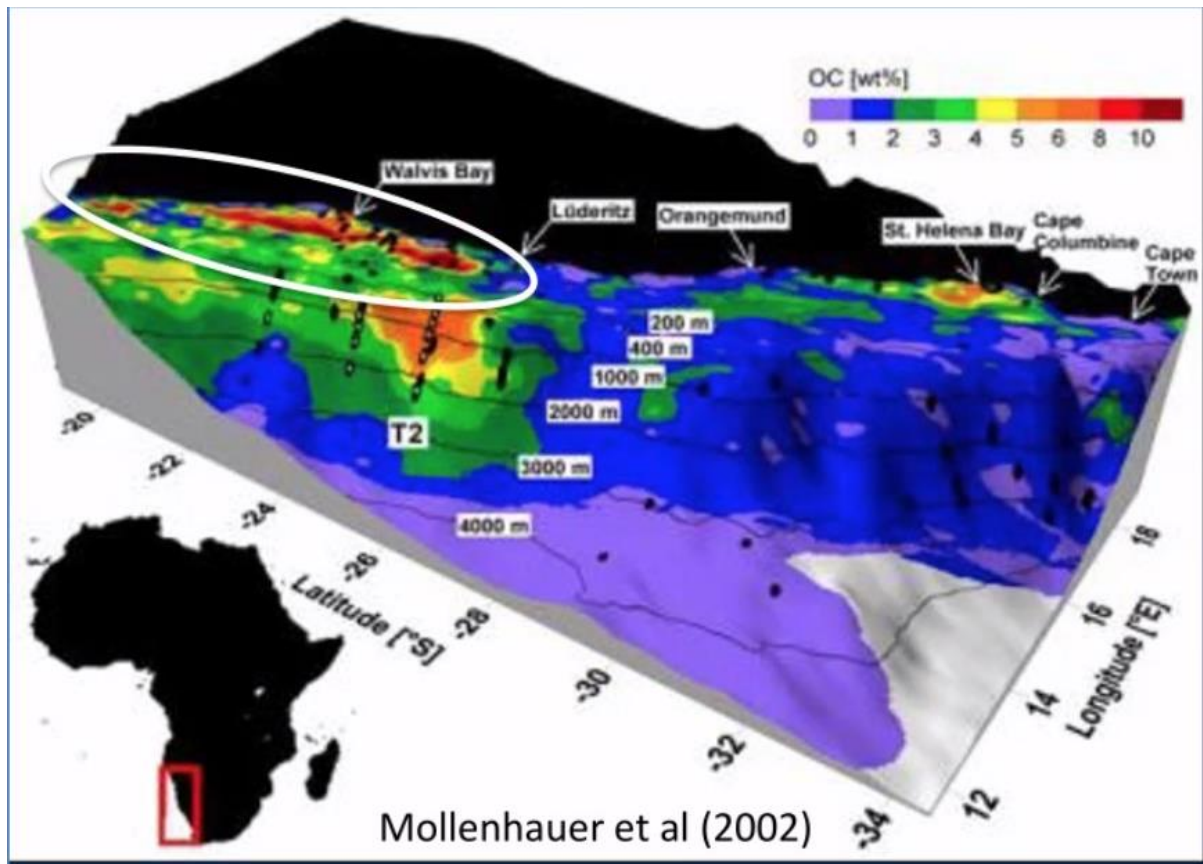 OC [wt%]
0 1 2 3 4 5 6 8 10
Walvis Bay
Lüderitz
Orangemund
St. Helena Bay
Cape
Columbine
Cape
Town
200 m
400 m
1000 m
2000 m
3000 m
4000 m
T2
-20
-22
-24
-26
-28
-30
-32
-34
Latitude [°S]
12
14
16
18
Longitude [°E]
Mollenhauer et al (2002)